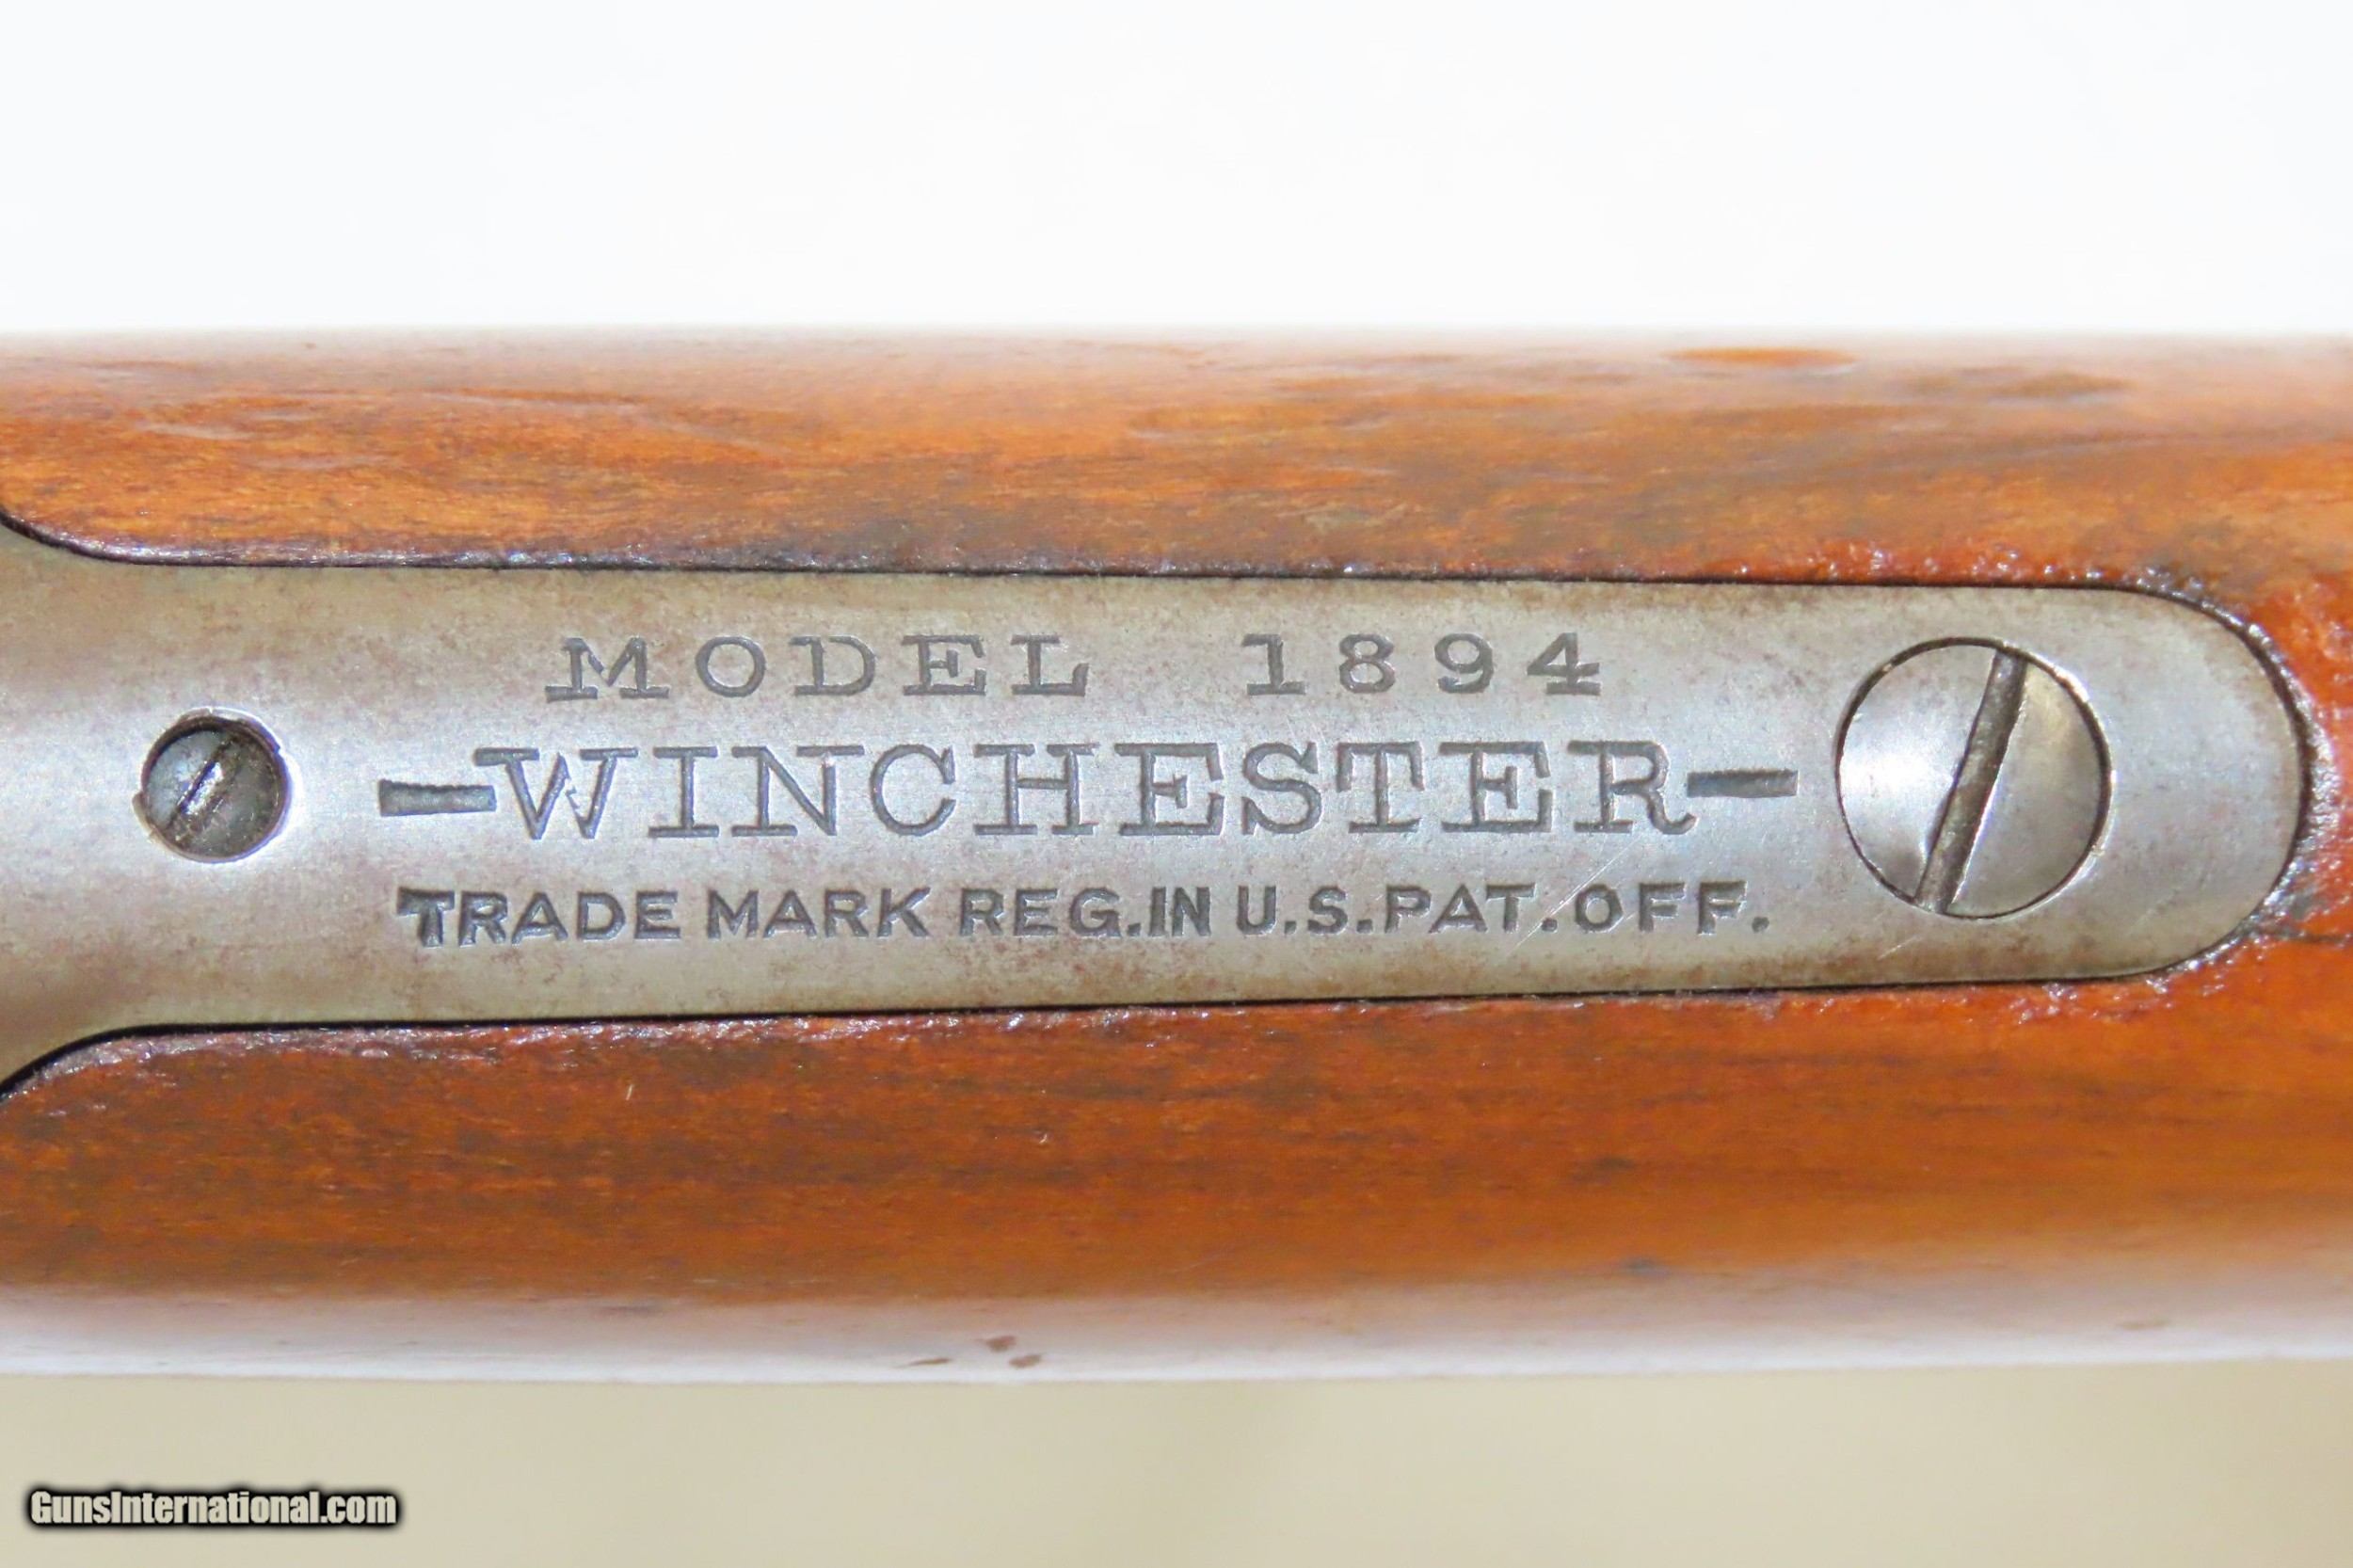 MODEL 1894
-WINCHESTER-
TRADE MARK REG.IN U.S.PAT.OFF.
GunsInternational.com